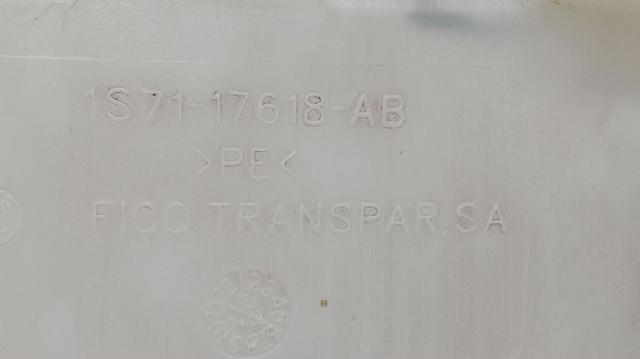 1S71-17618-AB
>PE<
FICO TRANSPAR, SA